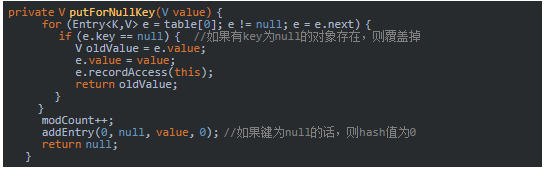 private V putForNullKey(V value) {
for (Entry<K,V> e = table[0]; e != null; e = e.next) {
if (e.key == null) { //如果有key为null的对象存在，则覆盖掉
V oldValue = e.value;
e.value = value;
e.recordAccess(this);
return oldValue;
}
}
modCount++;
addEntry(0, null, value, 0); //如果键为null的话，则hash值为0
return null;
}